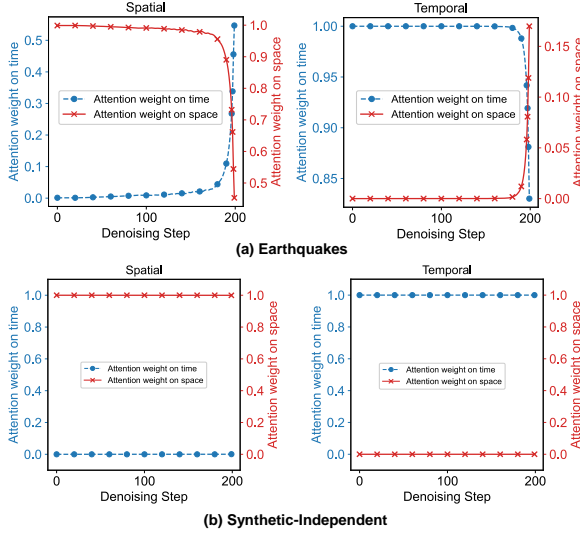 Spatial
Temporal
Attention weight on time
0.5
0.4
0.3
0.2
0.1
0.0
Attention weight on time
Attention weight on space
1.0
0.9
0.8
0.7
0.6
0.5
Attention weight on space
0
100
200
Denoising Step
Attention weight on time
1.00
0.95
0.90
0.85
Attention weight on time
Attention weight on space
0.15
0.10
0.05
0.00
Attention weight on space
0
100
200
Denoising Step
(a) Earthquakes
Spatial
Temporal
Attention weight on time
1.0
0.8
0.6
0.4
0.2
0.0
Attention weight on time
Attention weight on space
1.0
0.8
0.6
0.4
0.2
0.0
Attention weight on space
0
100
200
Denoising Step
Attention weight on time
1.0
0.8
0.6
0.4
0.2
0.0
Attention weight on time
Attention weight on space
1.0
0.8
0.6
0.4
0.2
0.0
Attention weight on space
0
100
200
Denoising Step
(b) Synthetic-Independent